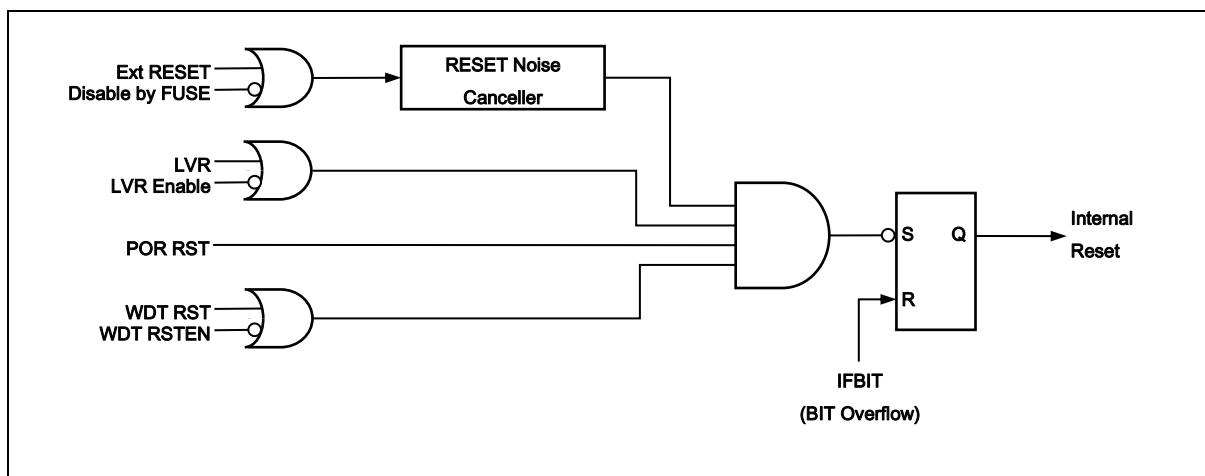 Ext RESET
Disable by FUSE
RESET Noise
Canceller
LVR
LVR Enable
POR RST
WDT RST
WDT RSTEN
S
Q
R
Internal
Reset
IFBIT
(BIT Overflow)